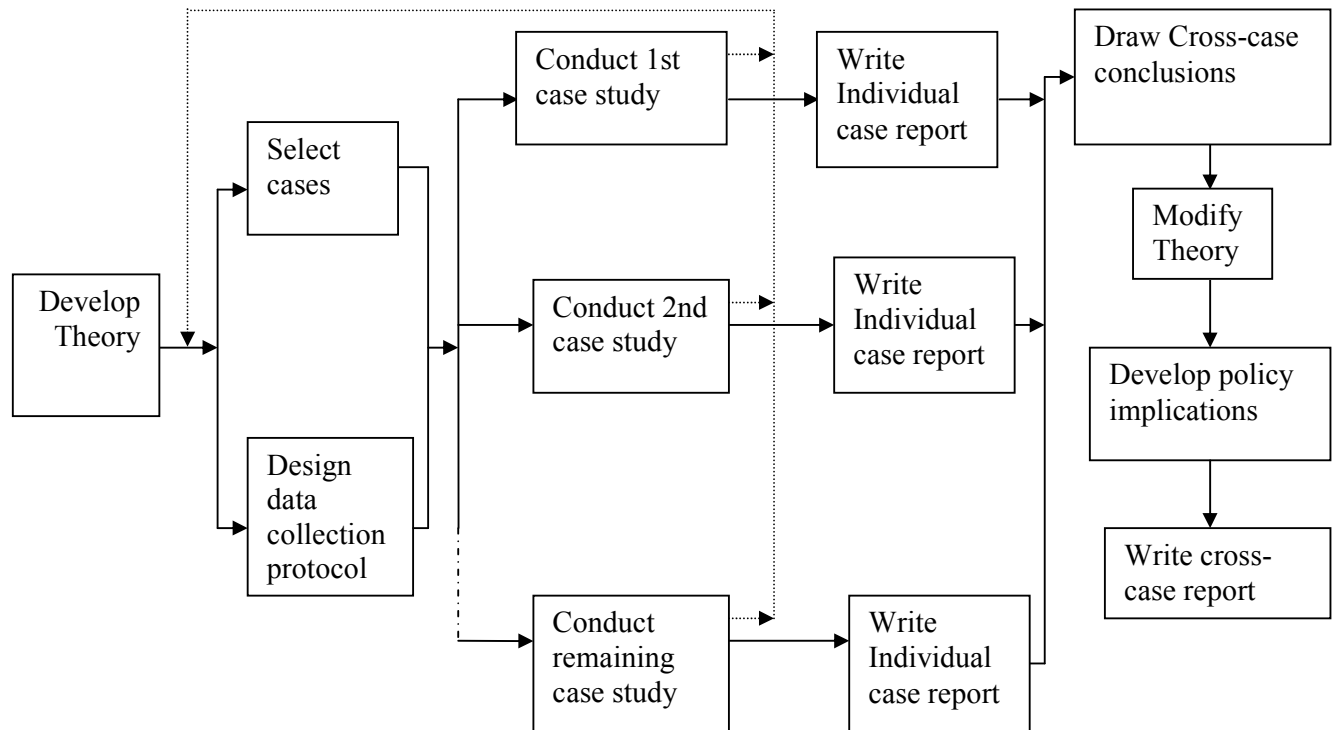 Develop
Theory
Select
cases
Design
data
collection
protocol
Conduct 1st
case study
Conduct 2nd
case study
Conduct
remaining
case study
Write
Individual
case report
Write
Individual
case report
Write
Individual
case report
Draw Cross-case
conclusions
Modify
Theory
Develop policy
implications
Write cross-
case report